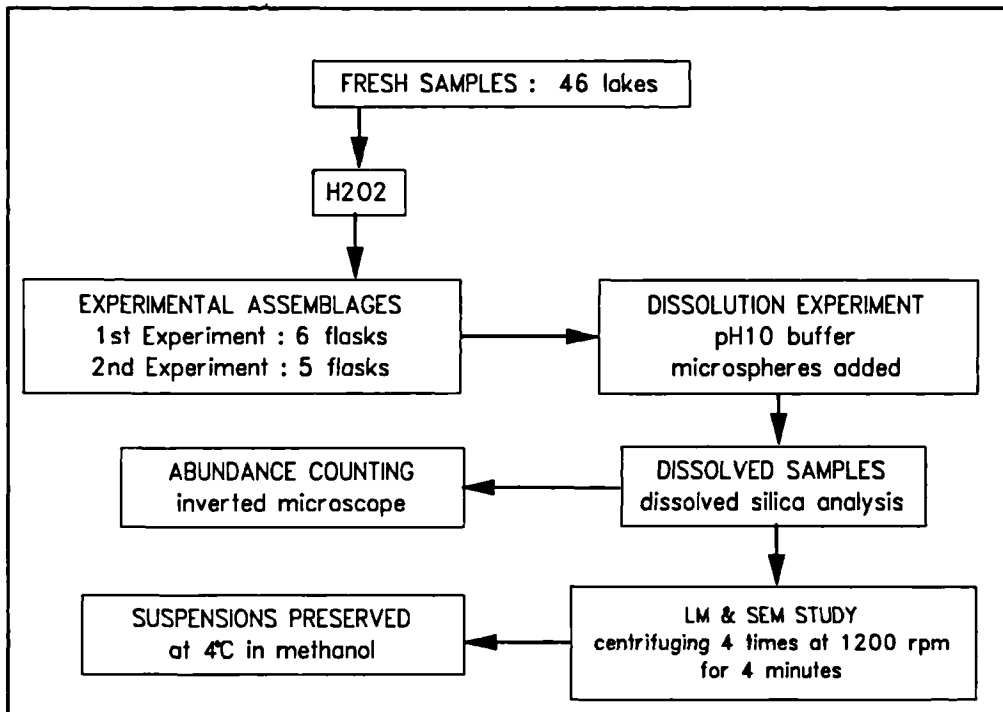 FRESH SAMPLES : 46 lakes
H2O2
EXPERIMENTAL ASSEMBLAGES
1st Experiment : 6 flasks
2nd Experiment : 5 flasks
DISSOLUTION EXPERIMENT
pH10 buffer
microspheres added
ABUNDANCE COUNTING
inverted microscope
DISSOLVED SAMPLES
dissolved silica analysis
SUSPENSIONS PRESERVED
at 4°C in methanol
LM & SEM STUDY
centrifuging 4 times at 1200 rpm
for 4 minutes